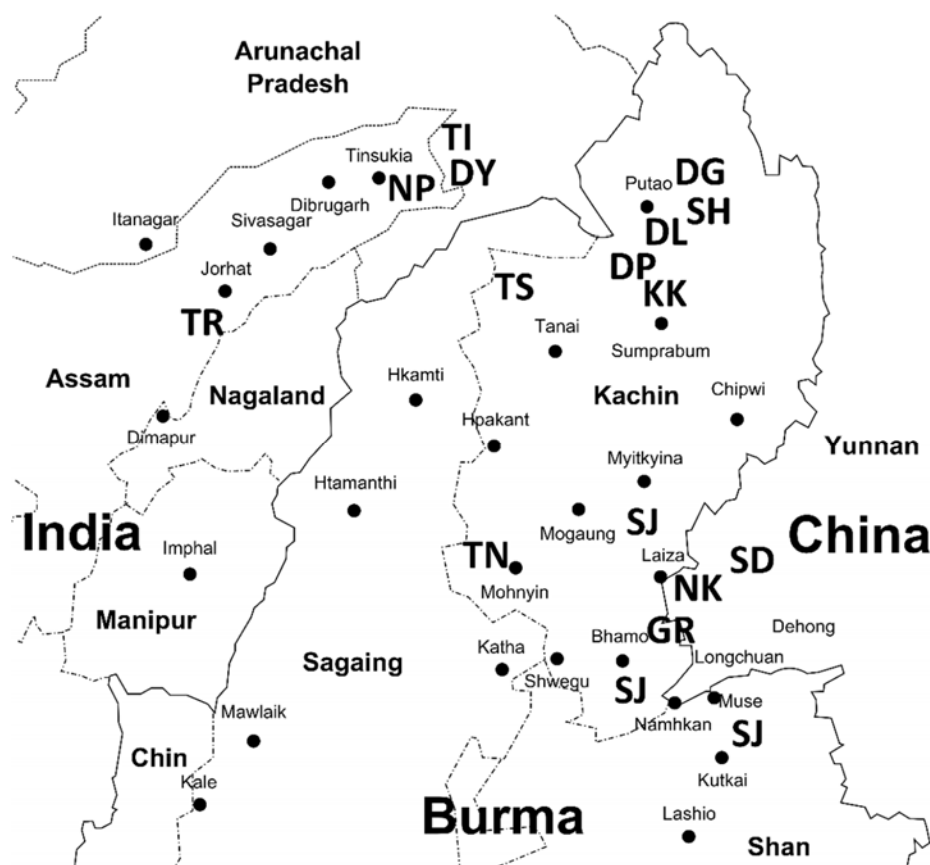 Arunachal
Pradesh
TI
Tinsukia
DY
NP
Dibrugarh
Putao
DG
SH
Itanagar
Sivasagar
DL
Jorhat
DP
TS
KK
TR
Tanai
Sumprabum
Assam
Nagaland
Hkamti
Kachin
Chipwi
Dimapur
Hpakant
Yunnan
Myitkyina
Htamanthi
India
Mogaung
SJ
China
Imphal
TN
Laiza
SD
Mohnyin
NK
Manipur
GR
Dehong
Bhamo
Katha
Sagaing
Longchuan
Shwegu
SJ
Muse
Namhkan
Mawlaik
SJ
Chin
Kale
Kutkai
Burma
Lashio
Shan